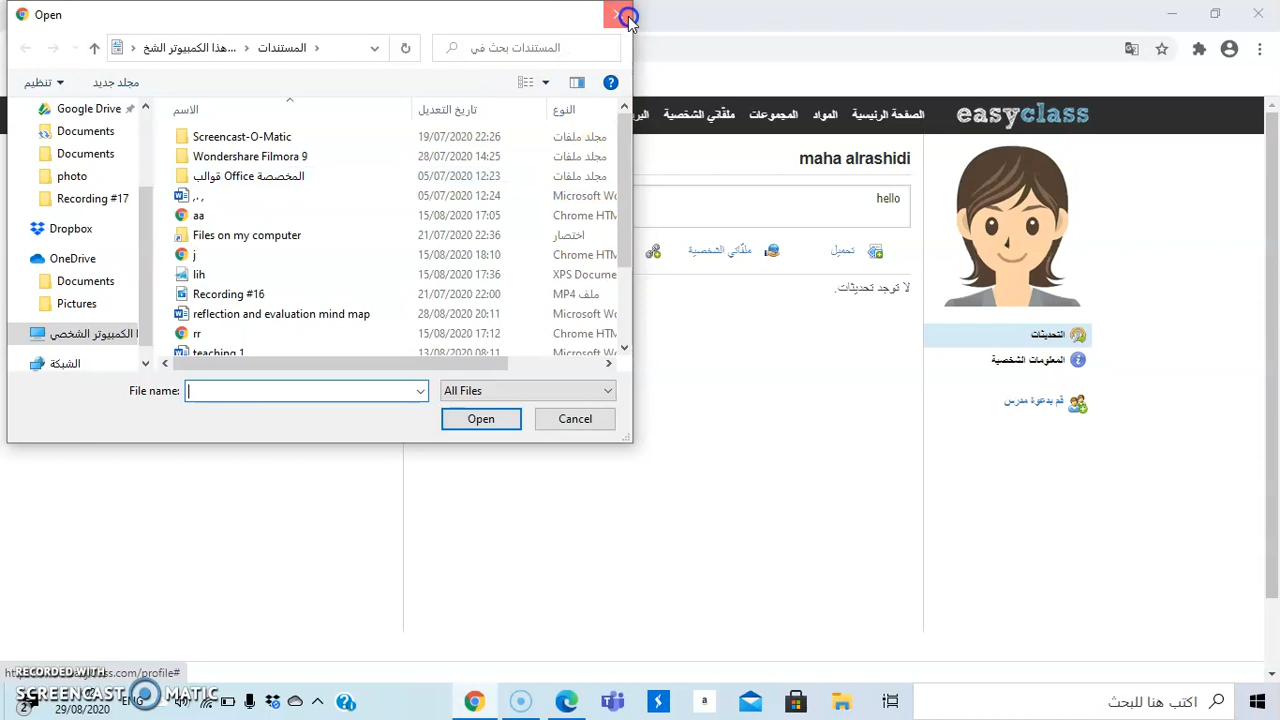 Open
المستندات
هذا الكمبيوتر الشخ...
المستندات بحث في
تنظيم
مجلد جديد
Google Drive
Documents
Documents
photo
Recording #17
Dropbox
OneDrive
Documents
Pictures
الكمبيوتر الشخصي
الشبكة
الاسم
تاريخ التعديل
النوع
Screencast-O-Matic 19/07/2020 22:26 مجلد ملفات
Wondershare Filmora 9 28/07/2020 14:25 مجلد ملفات
قوالب Office المخصصة 05/07/2020 12:23 مجلد ملفات
05/07/2020 12:24 Microsoft Wo
aa 15/08/2020 17:05 Chrome HTM
Files on my computer 21/07/2020 22:36 اختصار
j 15/08/2020 18:10 Chrome HTM
lih 15/08/2020 17:36 XPS Docume
Recording #16 21/07/2020 22:00 ملف MP4
reflection and evaluation mind map 28/08/2020 20:11 Microsoft Wo
rr 15/08/2020 17:12 Chrome HTM
teaching 1 13/08/2020 08:11 Microsoft Wo
File name:
All Files
Open
Cancel
easyclass
الصفحة الرئيسية
المواد
المجموعات
ملفّاتي الشخصية
maha alrashidi
hello
تحميل
ملفّاتي الشخصية
لا توجد تحديثات.
التحديثات
المعلومات الشخصية
قم بدعوة مدرس
class.com/profile#
RECORDED WITH
SCREENCAST MATIC
29/08/2020
اكتب هنا للبحث